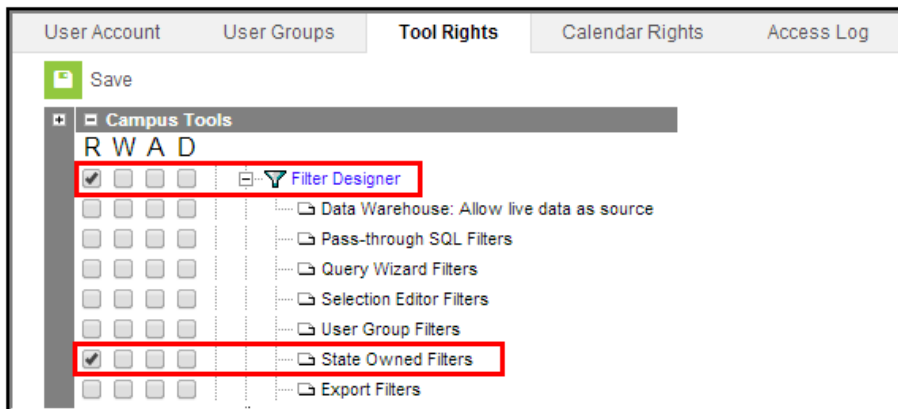 User Account User Groups Tool Rights Calendar Rights Access Log
Save
Campus Tools
R W A D
Filter Designer
Data Warehouse: Allow live data as source
Pass-through SQL Filters
Query Wizard Filters
Selection Editor Filters
User Group Filters
State Owned Filters
Export Filters